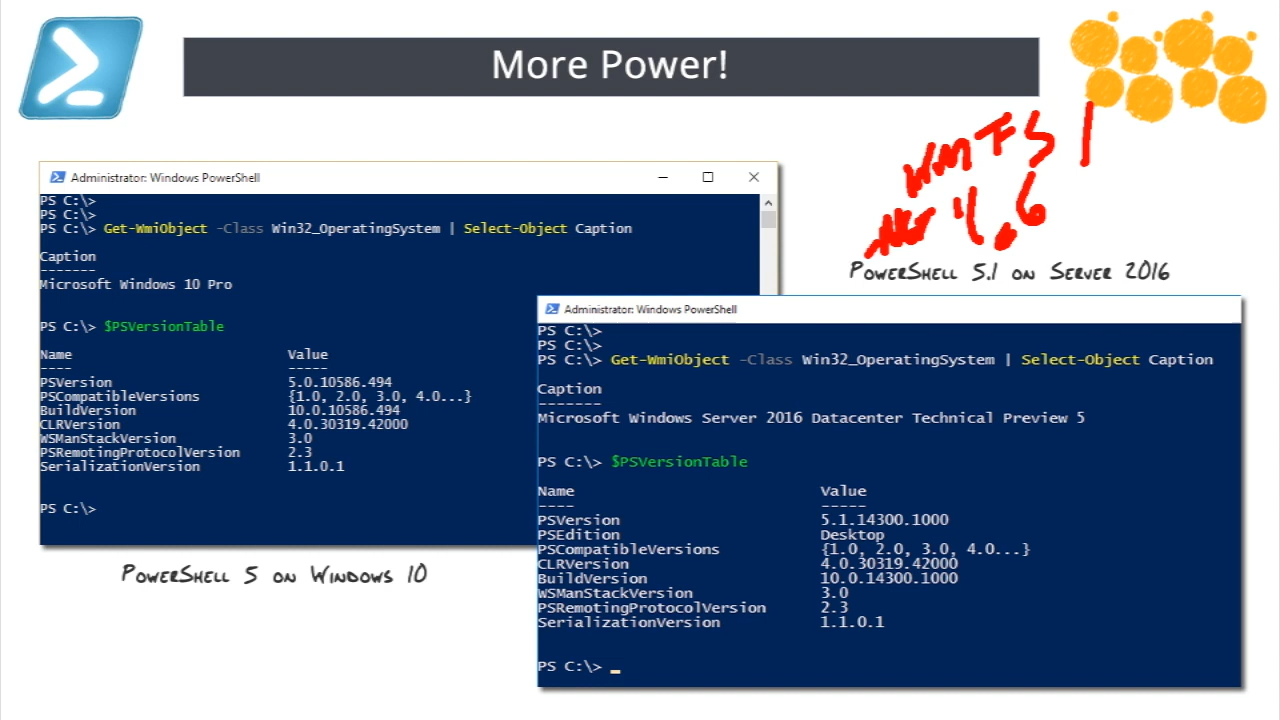 More Power!
WMF 5.1
.Net 4.6
Administrator: Windows PowerShell
PS C:\>
PS C:\>
PS C:\> Get-WmiObject -Class Win32_OperatingSystem | Select-Object Caption
Caption
-------
Microsoft Windows 10 Pro
PS C:\> $PSVersionTable
Name Value
---- -----
PSVersion 5.0.10586.494
PSCompatibleVersions {1.0, 2.0, 3.0, 4.0...}
BuildVersion 10.0.10586.494
CLRVersion 4.0.30319.42000
WSManStackVersion 3.0
PSRemotingProtocolVersion 2.3
SerializationVersion 1.1.0.1
PS C:\>
PowerShell 5 on Windows 10
PowerShell 5.1 on Server 2016
Administrator: Windows PowerShell
PS C:\>
PS C:\>
PS C:\> Get-WmiObject -Class Win32_OperatingSystem | Select-Object Caption
Caption
-------
Microsoft Windows Server 2016 Datacenter Technical Preview 5
PS C:\> $PSVersionTable
Name Value
---- -----
PSVersion 5.1.14300.1000
PSEdition Desktop
PSCompatibleVersions {1.0, 2.0, 3.0, 4.0...}
CLRVersion 4.0.30319.42000
BuildVersion 10.0.14300.1000
WSManStackVersion 3.0
PSRemotingProtocolVersion 2.3
SerializationVersion 1.1.0.1
PS C:\> _